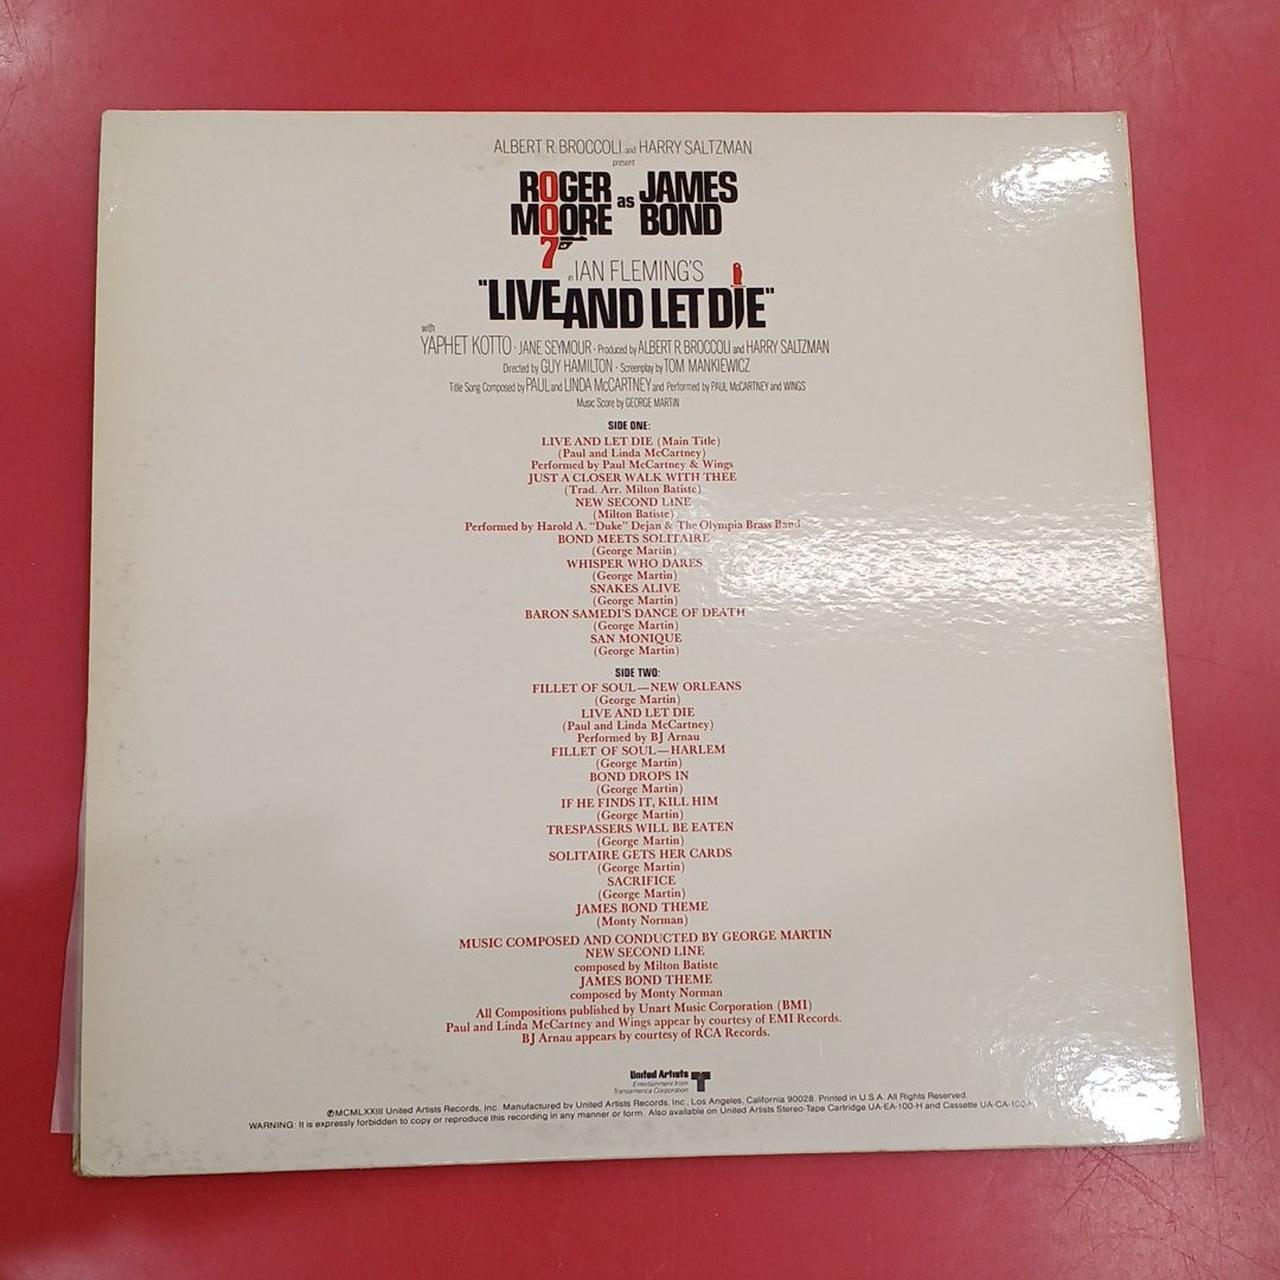 ALBERT R. BROCCOLI and HARRY SALTZMAN
present
ROGER MOORE as JAMES BOND
007
in IAN FLEMING'S
"LIVE AND LET DIE"
with
YAPHET KOTTO · JANE SEYMOUR · Produced by ALBERT R. BROCCOLI and HARRY SALTZMAN
Directed by GUY HAMILTON · Screenplay by TOM MANKIEWICZ
Title Song Composed by PAUL and LINDA McCARTNEY and Performed by PAUL McCARTNEY and WINGS
Music Score by GEORGE MARTIN
SIDE ONE:
LIVE AND LET DIE (Main Title)
(Paul and Linda McCartney)
Performed by Paul McCartney & Wings
JUST A CLOSER WALK WITH THEE
(Trad. Arr. Milton Batiste)
NEW SECOND LINE
(Milton Batiste)
Performed by Harold A. "Duke" Dejan & The Olympia Brass Band
BOND MEETS SOLITAIRE
(George Martin)
WHISPER WHO DARES
(George Martin)
SNAKES ALIVE
(George Martin)
BARON SAMEDI'S DANCE OF DEATH
(George Martin)
SAN MONIQUE
(George Martin)
SIDE TWO:
FILLET OF SOUL—NEW ORLEANS
(George Martin)
LIVE AND LET DIE
(Paul and Linda McCartney)
Performed by BJ Arnau
FILLET OF SOUL—HARLEM
(George Martin)
BOND DROPS IN
(George Martin)
IF HE FINDS IT, KILL HIM
(George Martin)
TRESPASSERS WILL BE EATEN
(George Martin)
SOLITAIRE GETS HER CARDS
(George Martin)
SACRIFICE
(George Martin)
JAMES BOND THEME
(Monty Norman)
MUSIC COMPOSED AND CONDUCTED BY GEORGE MARTIN
NEW SECOND LINE
composed by Milton Batiste
JAMES BOND THEME
composed by Monty Norman
All Compositions published by Unart Music Corporation (BMI)
Paul and Linda McCartney and Wings appear by courtesy of EMI Records.
BJ Arnau appears by courtesy of RCA Records.
United Artists
Entertainment from
Transamerica Corporation
℗MCMLXXIII United Artists Records, Inc. Manufactured by United Artists Records, Inc., Los Angeles, California 90028. Printed in U.S.A. All Rights Reserved.
WARNING: It is expressly forbidden to copy or reproduce this recording in any manner or form. Also available on United Artists Stereo-Tape Cartridge UA-EA-100-H and Cassette UA-CA-100-H